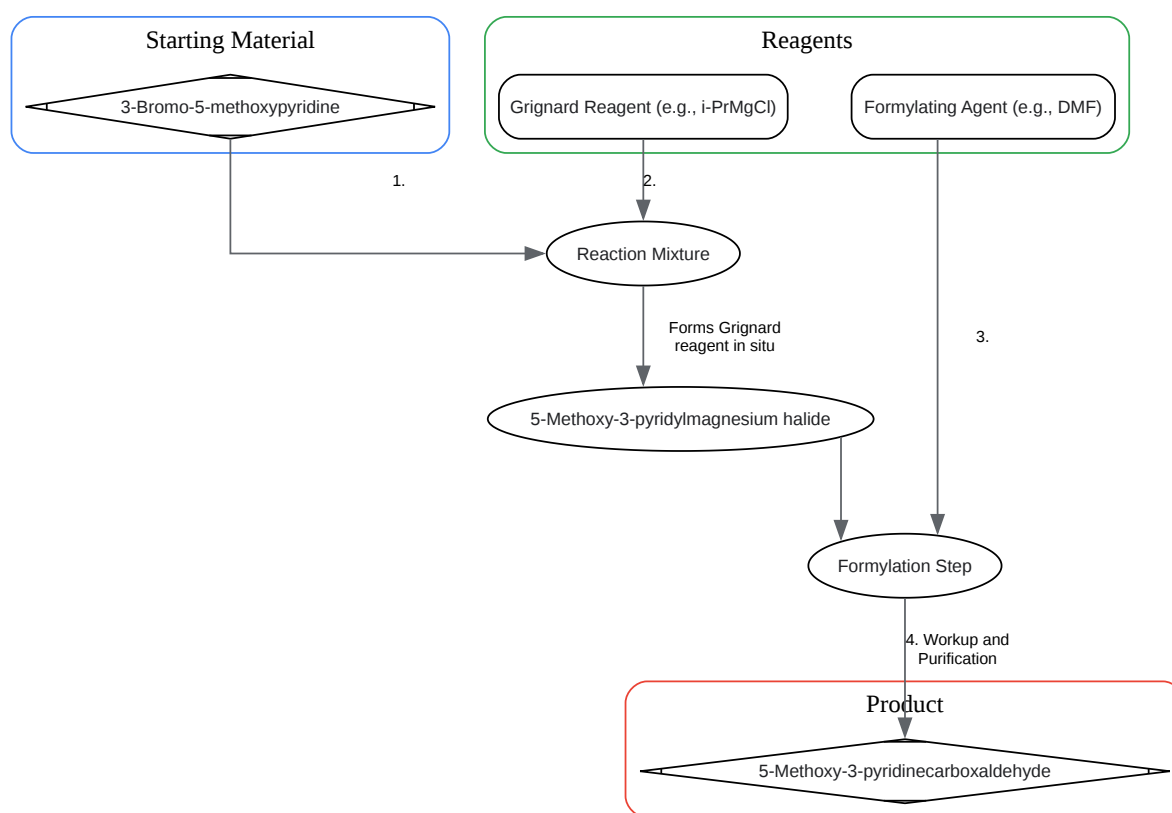 Starting Material
Reagents
3-Bromo-5-methoxypyridine
Grignard Reagent (e.g., i-PrMgCl)
Formylating Agent (e.g., DMF)
1.
2.
Reaction Mixture
Forms Grignard
reagent in situ
3.
5-Methoxy-3-pyridylmagnesium halide
Formylation Step
4. Workup and
Purification
Product
5-Methoxy-3-pyridinecarboxaldehyde